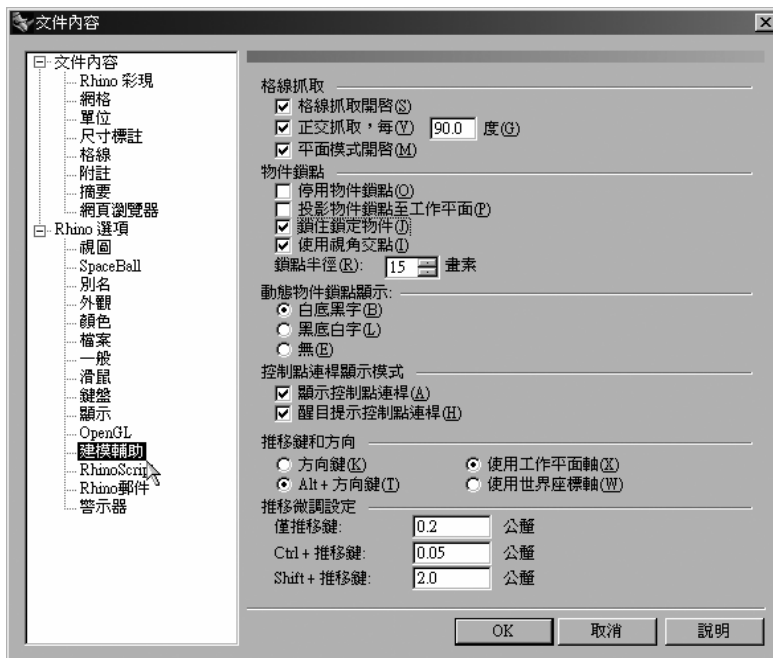 文件內容
文件內容
Rhino 彩現
網格
單位
尺寸標註
格線
附註
摘要
網頁瀏覽器
Rhino 選項
視圖
SpaceBall
別名
外觀
顏色
檔案
一般
滑鼠
鍵盤
顯示
OpenGL
建模輔助
RhinoScrip
Rhino郵件
警示器
格線抓取
格線抓取開啟(S)
正交抓取，每(V) 90.0 度(G)
平面模式開啟(M)
物件鎖點
停用物件鎖點(O)
投影物件鎖點至工作平面(P)
鎖住鎖定物件(J)
使用視角交點(I)
鎖點半徑(R): 15 畫素
動態物件鎖點顯示:
白底黑字(B)
黑底白字(L)
無(E)
控制點連桿顯示模式
顯示控制點連桿(A)
醒目提示控制點連桿(H)
推移鍵和方向
方向鍵(K) 使用工作平面軸(X)
Alt + 方向鍵(T) 使用世界座標軸(W)
推移微調設定
僅推移鍵: 0.2 公釐
Ctrl + 推移鍵: 0.05 公釐
Shift + 推移鍵: 2.0 公釐
OK 取消 說明